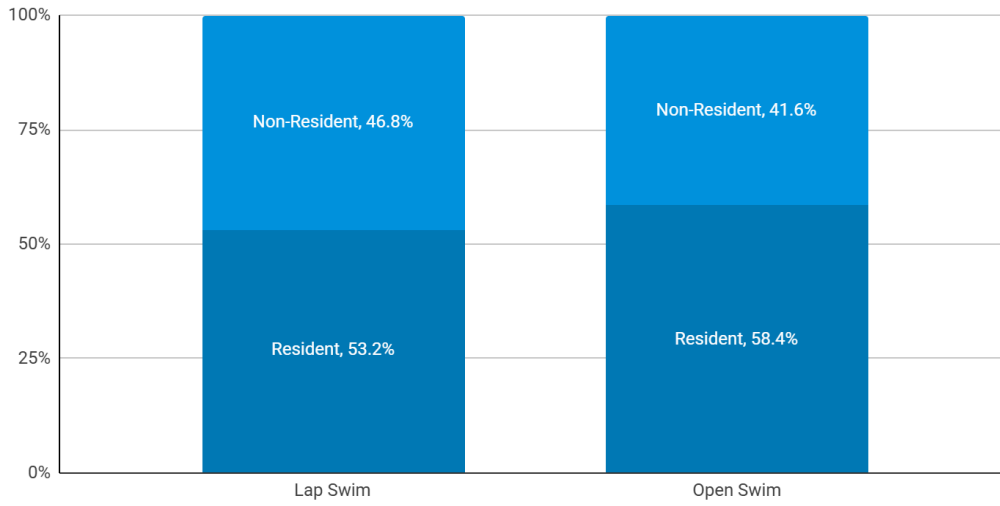 100%
75%
50%
25%
0%
Non-Resident, 46.8%
Resident, 53.2%
Non-Resident, 41.6%
Resident, 58.4%
Lap Swim
Open Swim